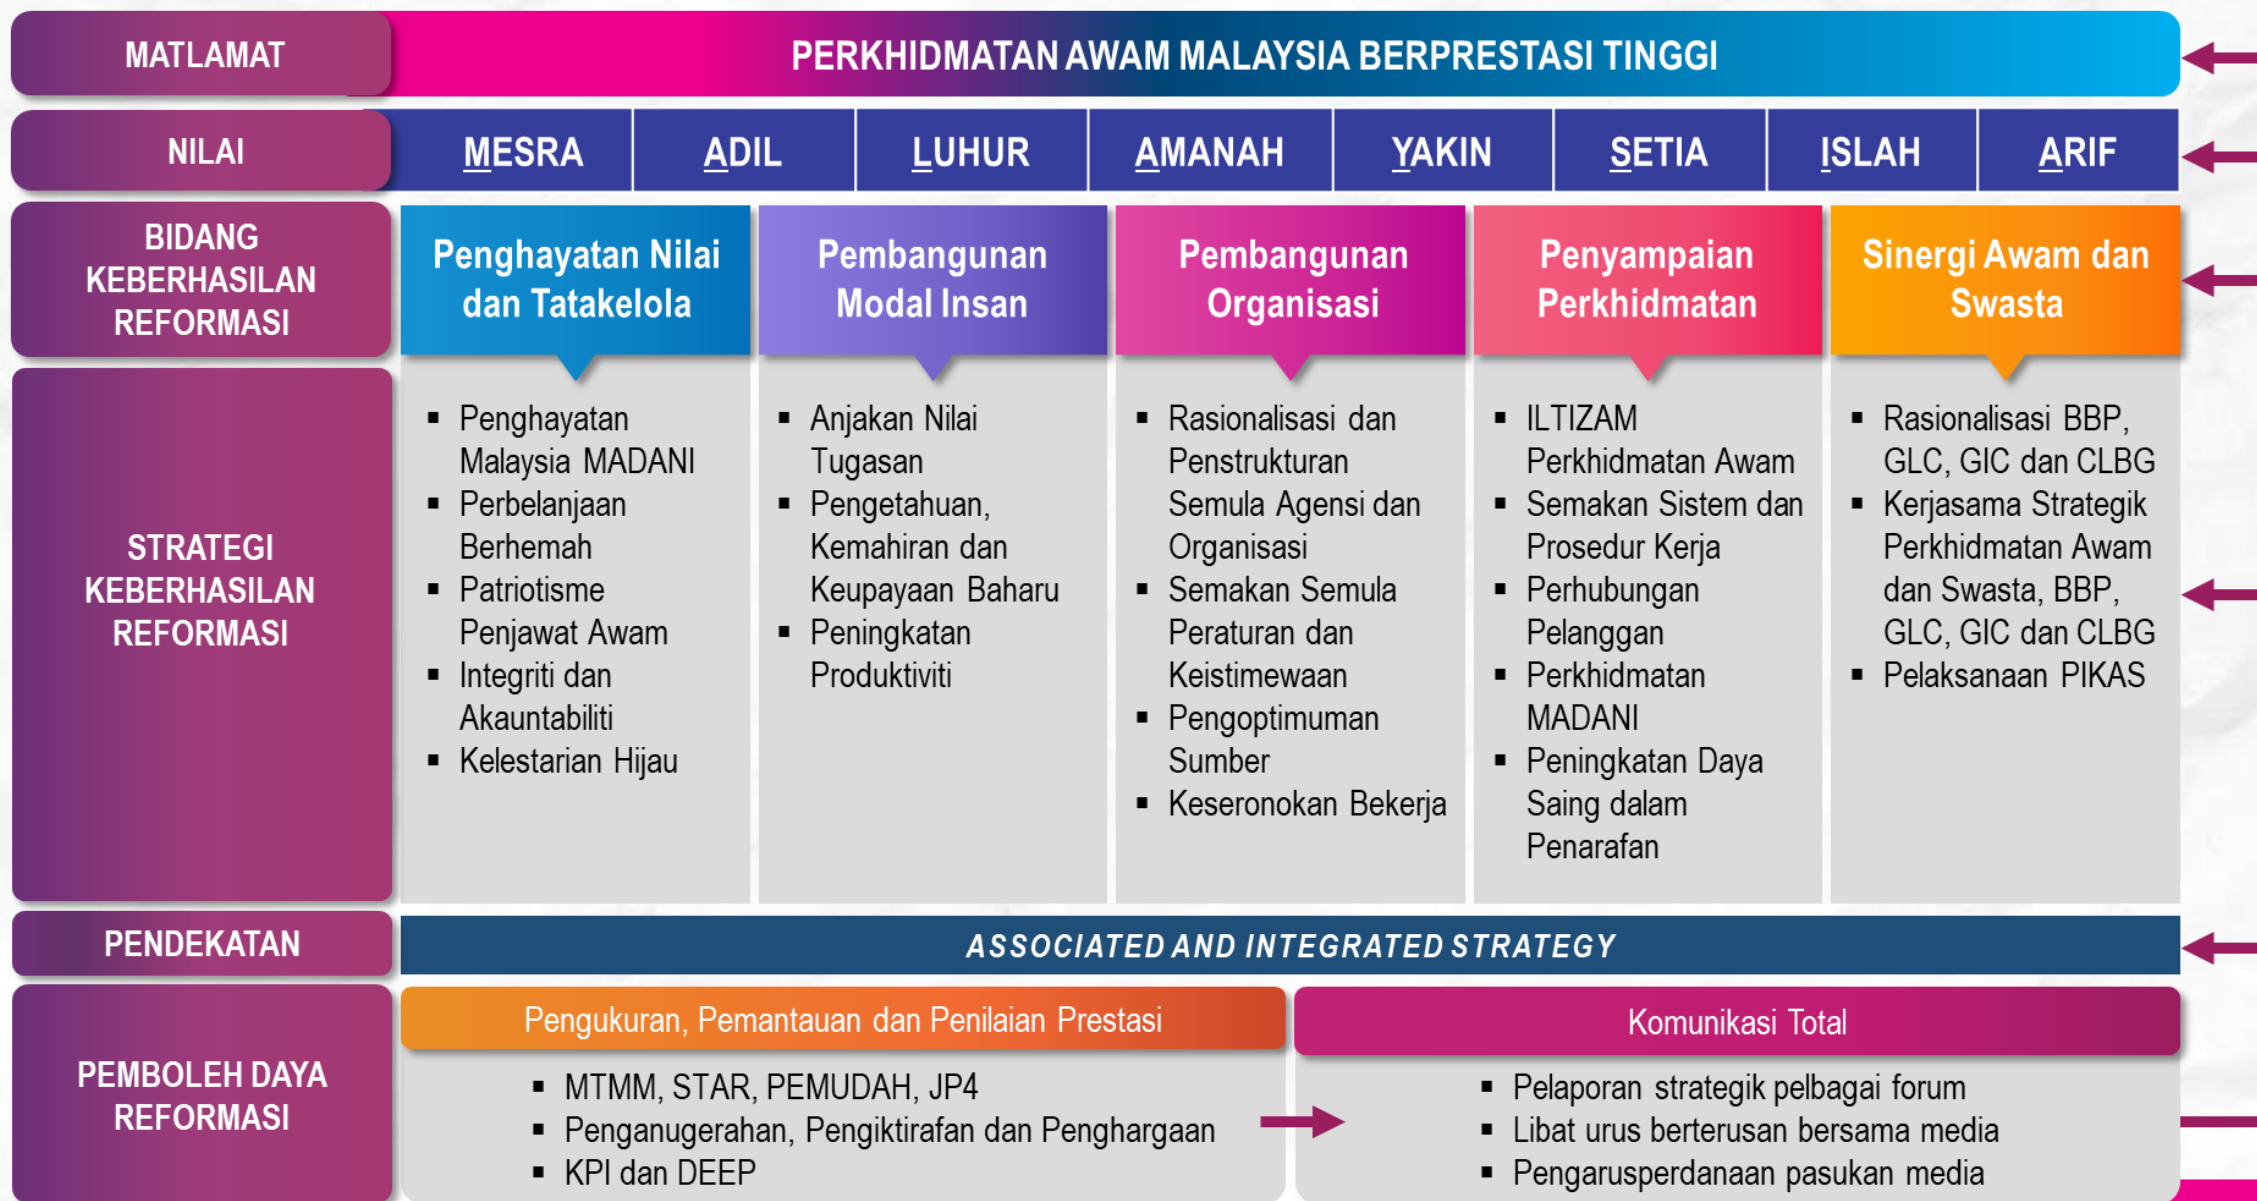 MATLAMAT
PERKHIDMATAN AWAM MALAYSIA BERPRESTASI TINGGI
NILAI
MESRA
ADIL
LUHUR
AMANAH
YAKIN
SETIA
ISLAH
ARIF
BIDANG
KEBERHASILAN
REFORMASI
Penghayatan Nilai
dan Tatakelola
Pembangunan
Modal Insan
Pembangunan
Organisasi
Penyampaian
Perkhidmatan
Sinergi Awam dan
Swasta
STRATEGI
KEBERHASILAN
REFORMASI
▪ Penghayatan
Malaysia MADANI
▪ Perbelanjaan
Berhemah
▪ Patriotisme
Penjawat Awam
▪ Integriti dan
Akauntabiliti
▪ Kelestarian Hijau
▪ Anjakan Nilai
Tugasan
▪ Pengetahuan,
Kemahiran dan
Keupayaan Baharu
▪ Peningkatan
Produktiviti
▪ Rasionalisasi dan
Penstrukturan
Semula Agensi dan
Organisasi
▪ Semakan Semula
Peraturan dan
Keistimewaan
▪ Pengoptimuman
Sumber
▪ Keseronokan Bekerja
▪ ILTIZAM
Perkhidmatan Awam
▪ Semakan Sistem dan
Prosedur Kerja
▪ Perhubungan
Pelanggan
▪ Perkhidmatan
MADANI
▪ Peningkatan Daya
Saing dalam
Penarafan
▪ Rasionalisasi BBP,
GLC, GIC dan CLBG
▪ Kerjasama Strategik
Perkhidmatan Awam
dan Swasta, BBP,
GLC, GIC dan CLBG
▪ Pelaksanaan PIKAS
PENDEKATAN
ASSOCIATED AND INTEGRATED STRATEGY
PEMBOLEH DAYA
REFORMASI
Pengukuran, Pemantauan dan Penilaian Prestasi
▪ MTMM, STAR, PEMUDAH, JP4
▪ Penganugerahan, Pengiktirafan dan Penghargaan
▪ KPI dan DEEP
Komunikasi Total
▪ Pelaporan strategik pelbagai forum
▪ Libat urus berterusan bersama media
▪ Pengarusperdanaan pasukan media